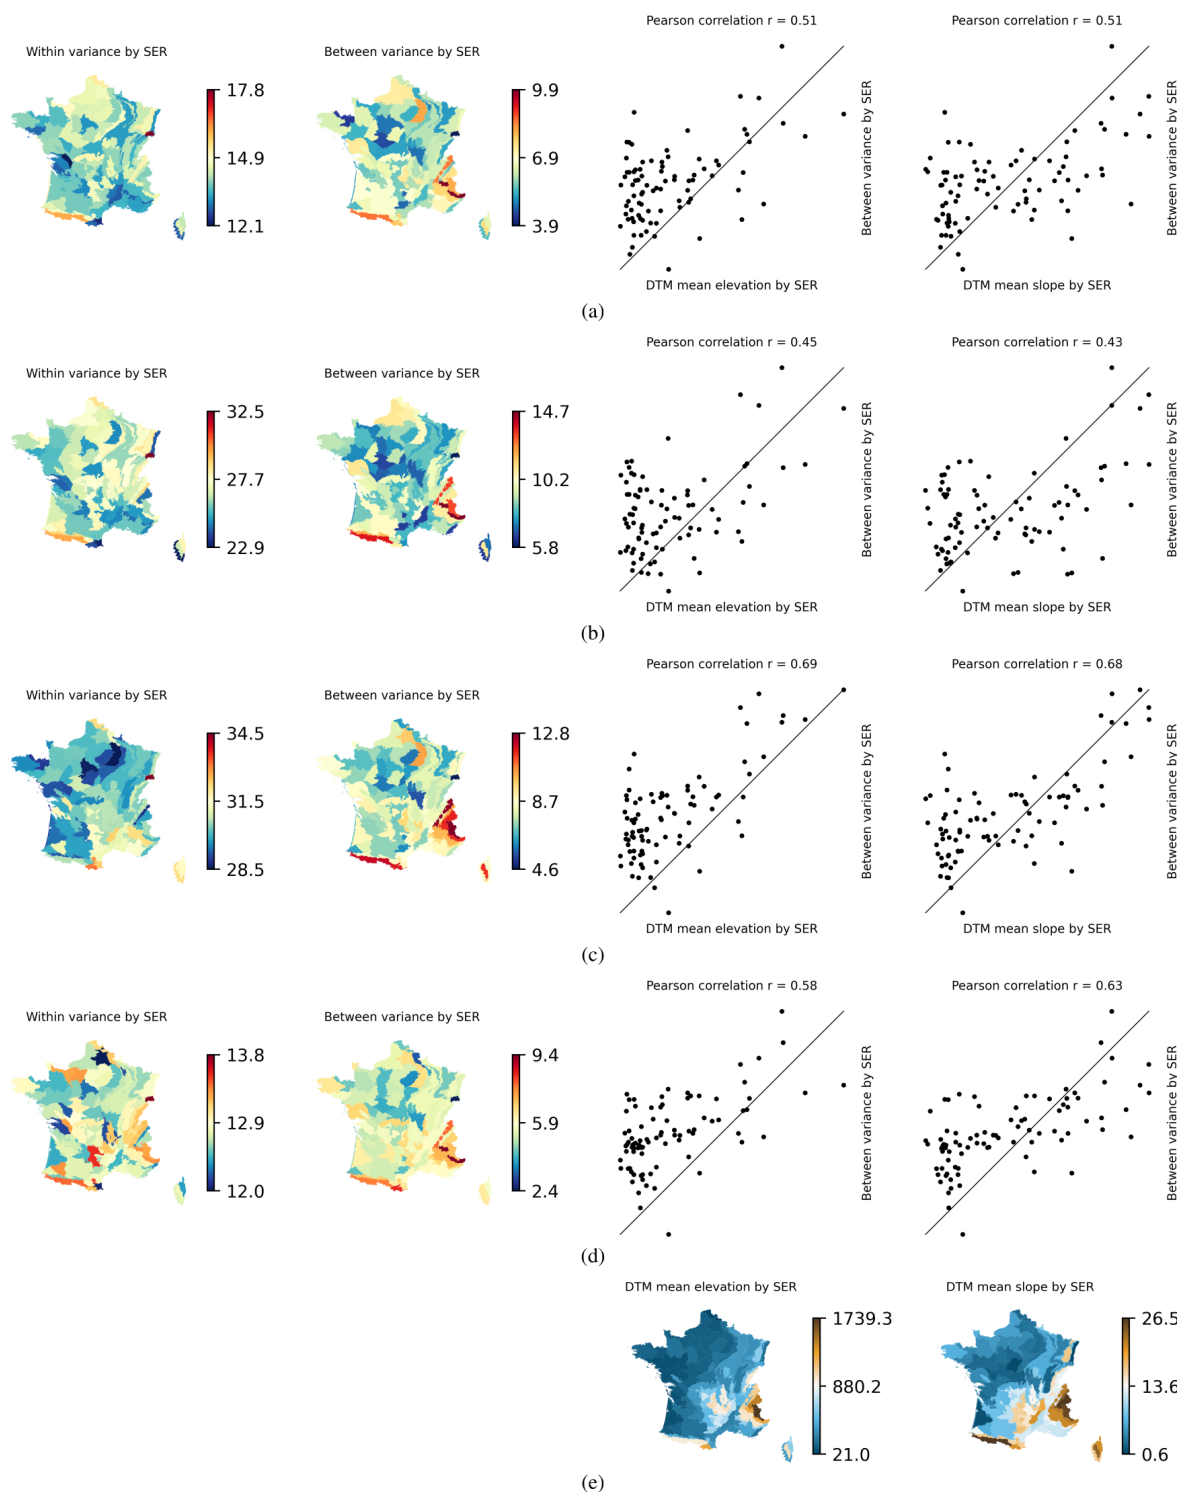 Pearson correlation r = 0.51
Pearson correlation r = 0.51
Within variance by SER
Between variance by SER
17.8
14.9
12.1
9.9
6.9
3.9
Between variance by SER
Between variance by SER
DTM mean elevation by SER
DTM mean slope by SER
(a)
Pearson correlation r = 0.45
Pearson correlation r = 0.43
Within variance by SER
Between variance by SER
32.5
27.7
22.9
14.7
10.2
5.8
Between variance by SER
Between variance by SER
DTM mean elevation by SER
DTM mean slope by SER
(b)
Pearson correlation r = 0.69
Pearson correlation r = 0.68
Within variance by SER
Between variance by SER
34.5
31.5
28.5
12.8
8.7
4.6
Between variance by SER
Between variance by SER
DTM mean elevation by SER
DTM mean slope by SER
(c)
Pearson correlation r = 0.58
Pearson correlation r = 0.63
Within variance by SER
Between variance by SER
13.8
12.9
12.0
9.4
5.9
2.4
Between variance by SER
Between variance by SER
DTM mean elevation by SER
DTM mean slope by SER
(d)
DTM mean elevation by SER
DTM mean slope by SER
1739.3
880.2
21.0
26.5
13.6
0.6
(e)